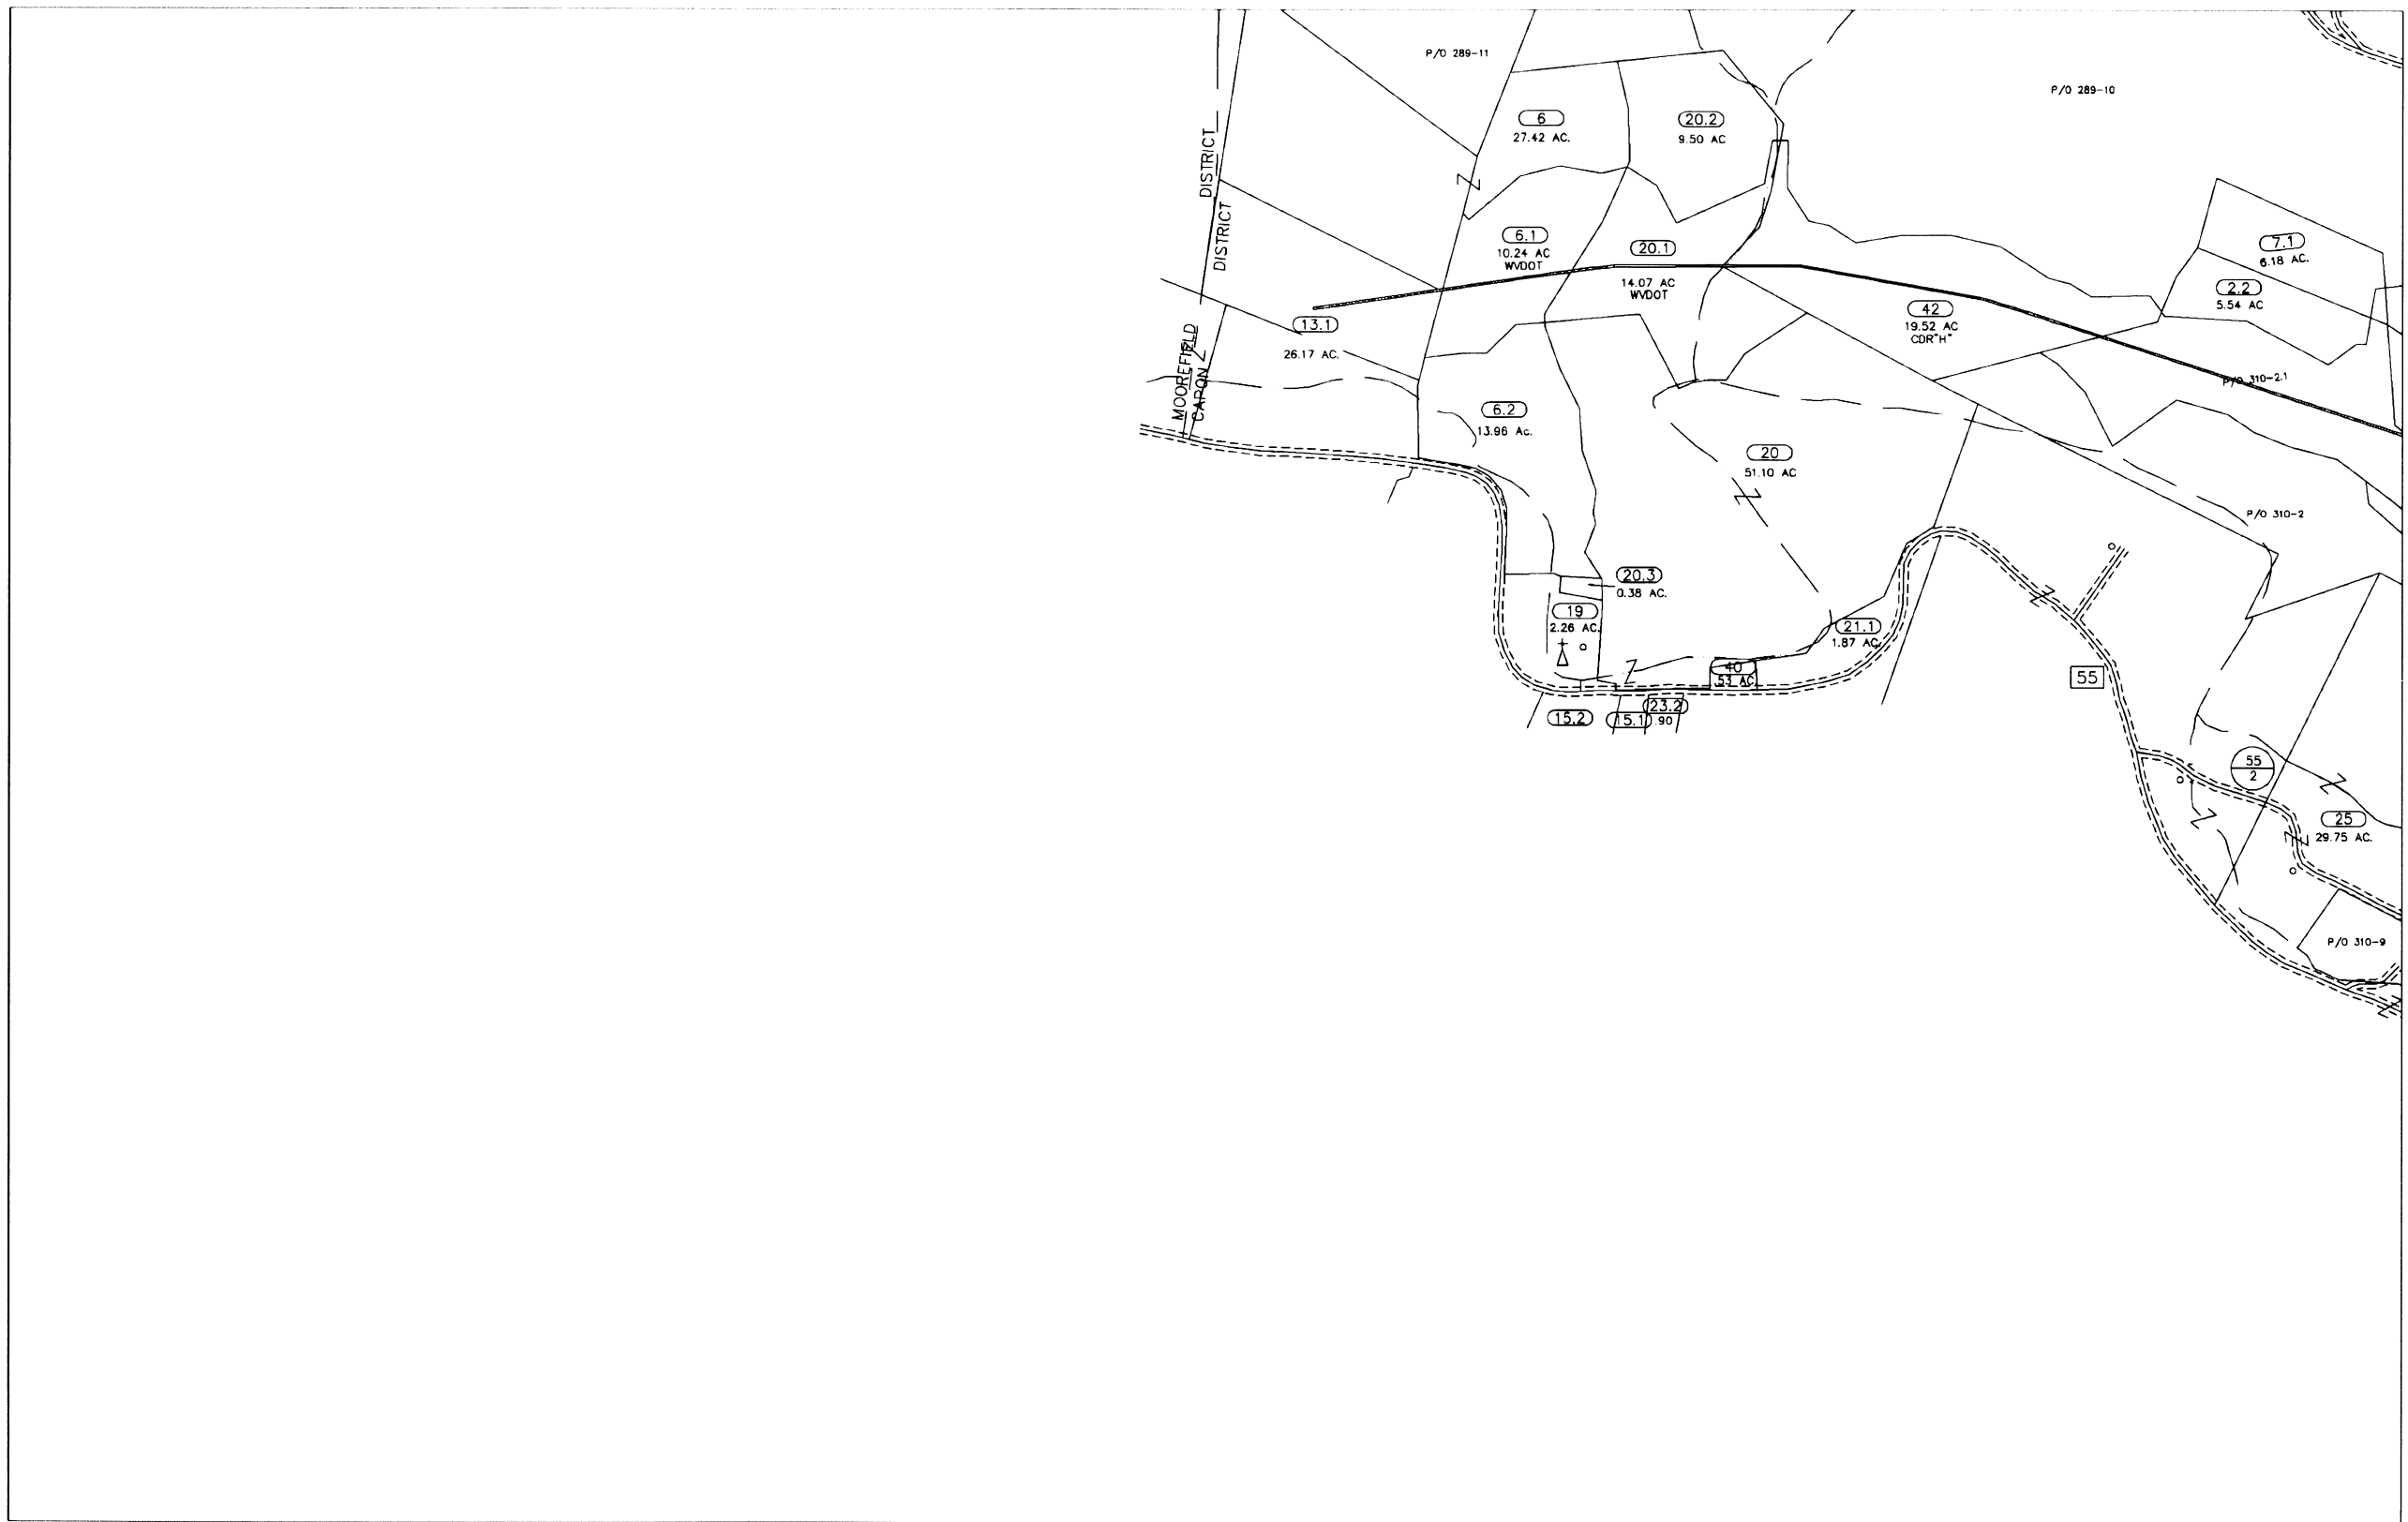 P/O 289-11
P/O 289-10
6
27.42 AC.
20.2
9.50 AC
DISTRICT
DISTRICT
6.1
10.24 AC
WVDOT
20.1
14.07 AC
WVDOT
7.1
6.18 AC.
2.2
5.54 AC
13.1
26.17 AC.
42
19.52 AC
CDR"H"
MOOREFIELD
CAPON
P/O 310-2.1
6.2
13.96 Ac.
20
51.10 AC
P/O 310-2
20.3
0.38 AC.
19
2.26 AC.
21.1
1.87 AC
40
.53 AC
55
23.2
.90
15.2
15.1
55
2
25
29.75 AC.
P/O 310-9